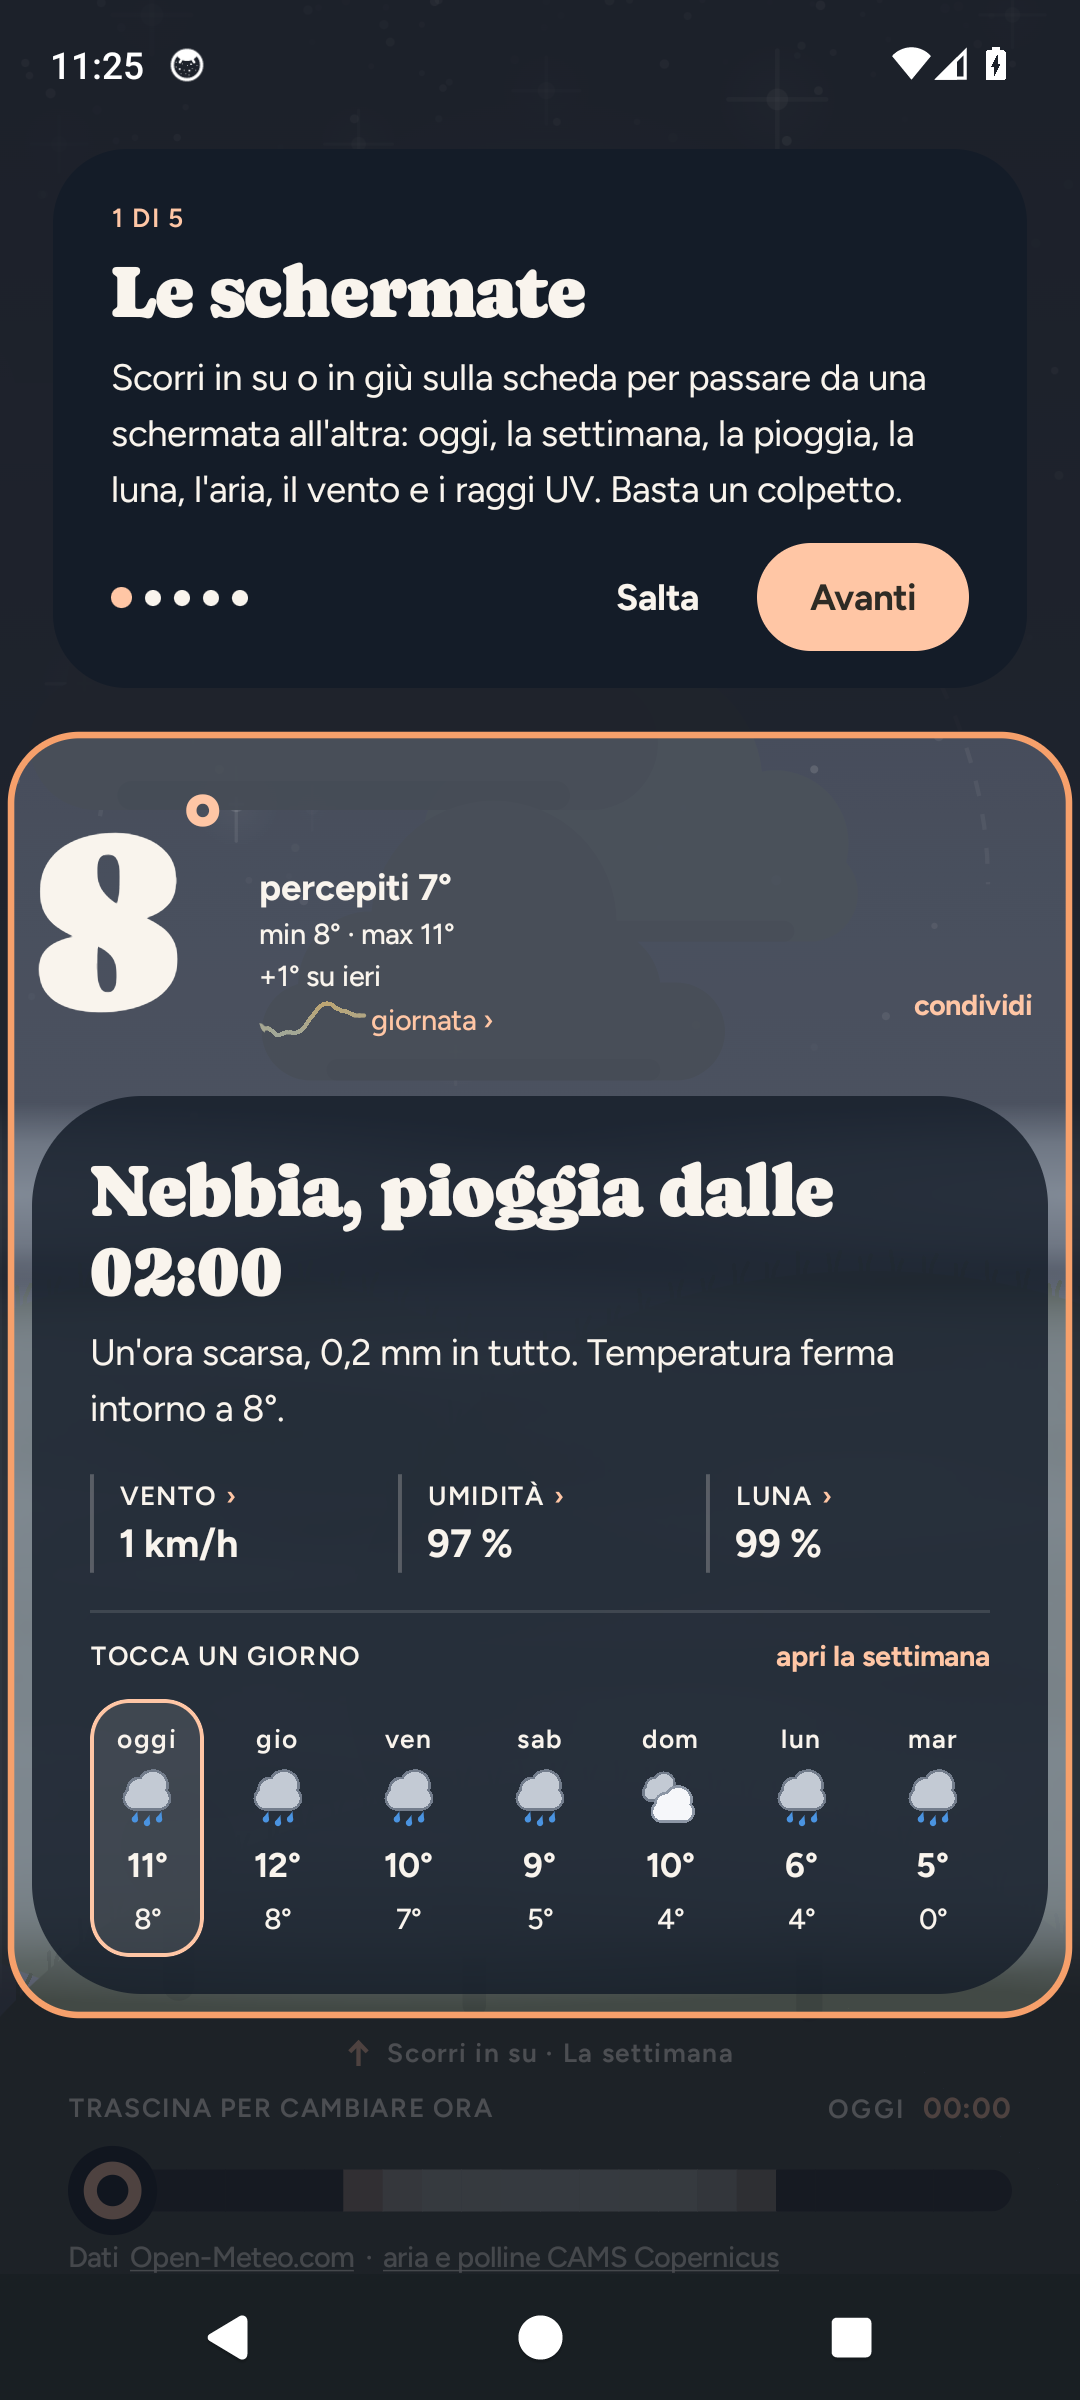 11:25
1 DI 5
Le schermate
Scorri in su o in giù sulla scheda per passare da una
schermata all'altra: oggi, la settimana, la pioggia, la
luna, l'aria, il vento e i raggi UV. Basta un colpetto.
Salta
Avanti
8°
percepiti 7°
min 8° · max 11°
+1° su ieri
giornata ›
condividi
Nebbia, pioggia dalle
02:00
Un'ora scarsa, 0,2 mm in tutto. Temperatura ferma
intorno a 8°.
VENTO › UMIDITÀ › LUNA ›
1 km/h 97 % 99 %
TOCCA UN GIORNO apri la settimana
oggi gio ven sab dom lun mar
11° 12° 10° 9° 10° 6° 5°
8° 8° 7° 5° 4° 4° 0°
↑ Scorri in su · La settimana
TRASCINA PER CAMBIARE ORA OGGI 00:00
Dati Open-Meteo.com · aria e polline CAMS Copernicus